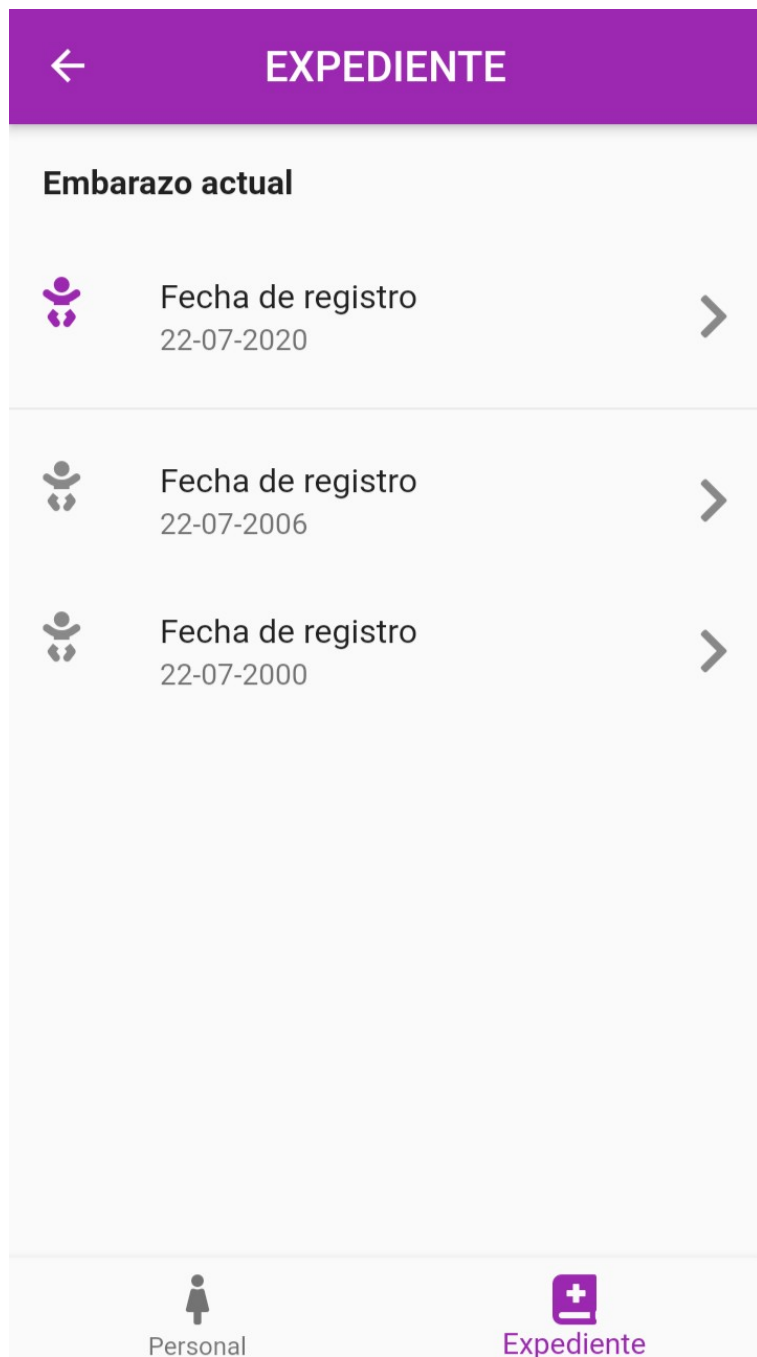 EXPEDIENTE
Embarazo actual
Fecha de registro
22-07-2020
Fecha de registro
22-07-2006
Fecha de registro
22-07-2000
Personal
Expediente